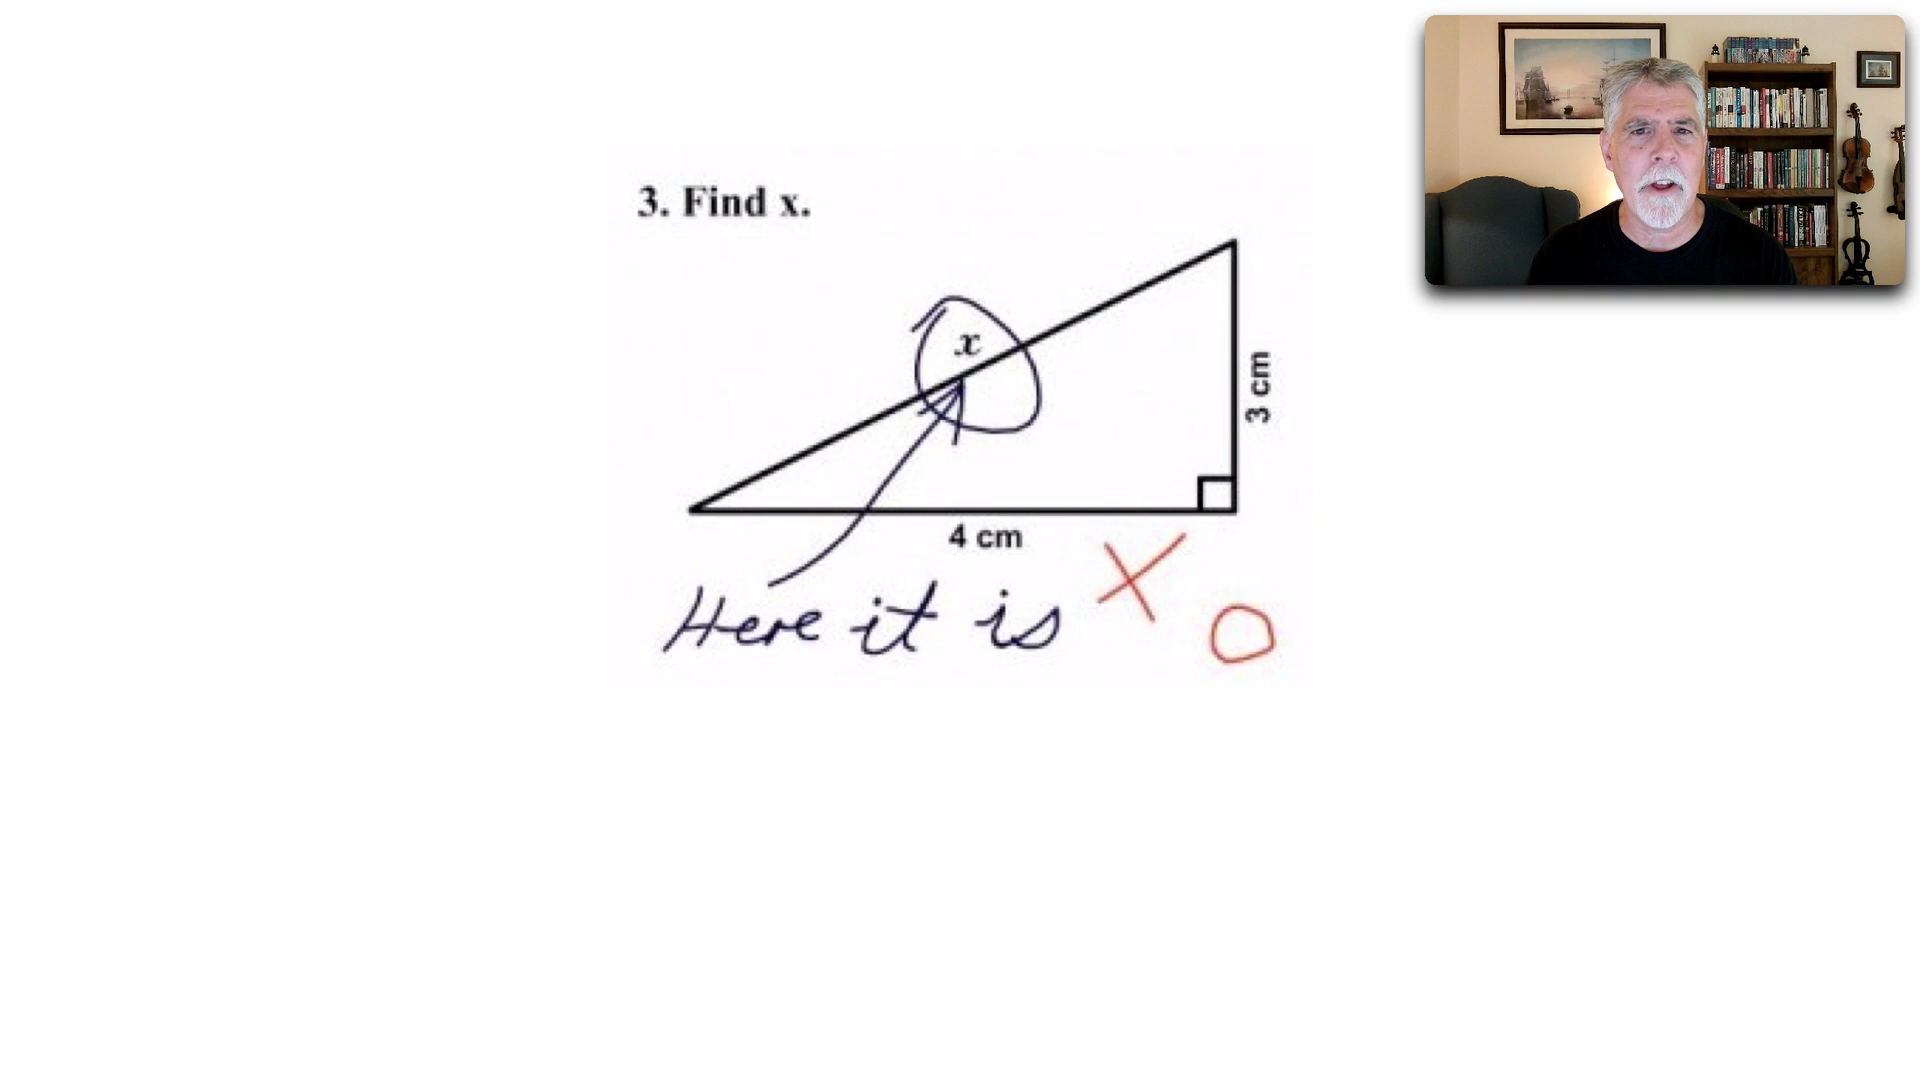 3. Find x.
x
3 cm
4 cm
Here it is X O